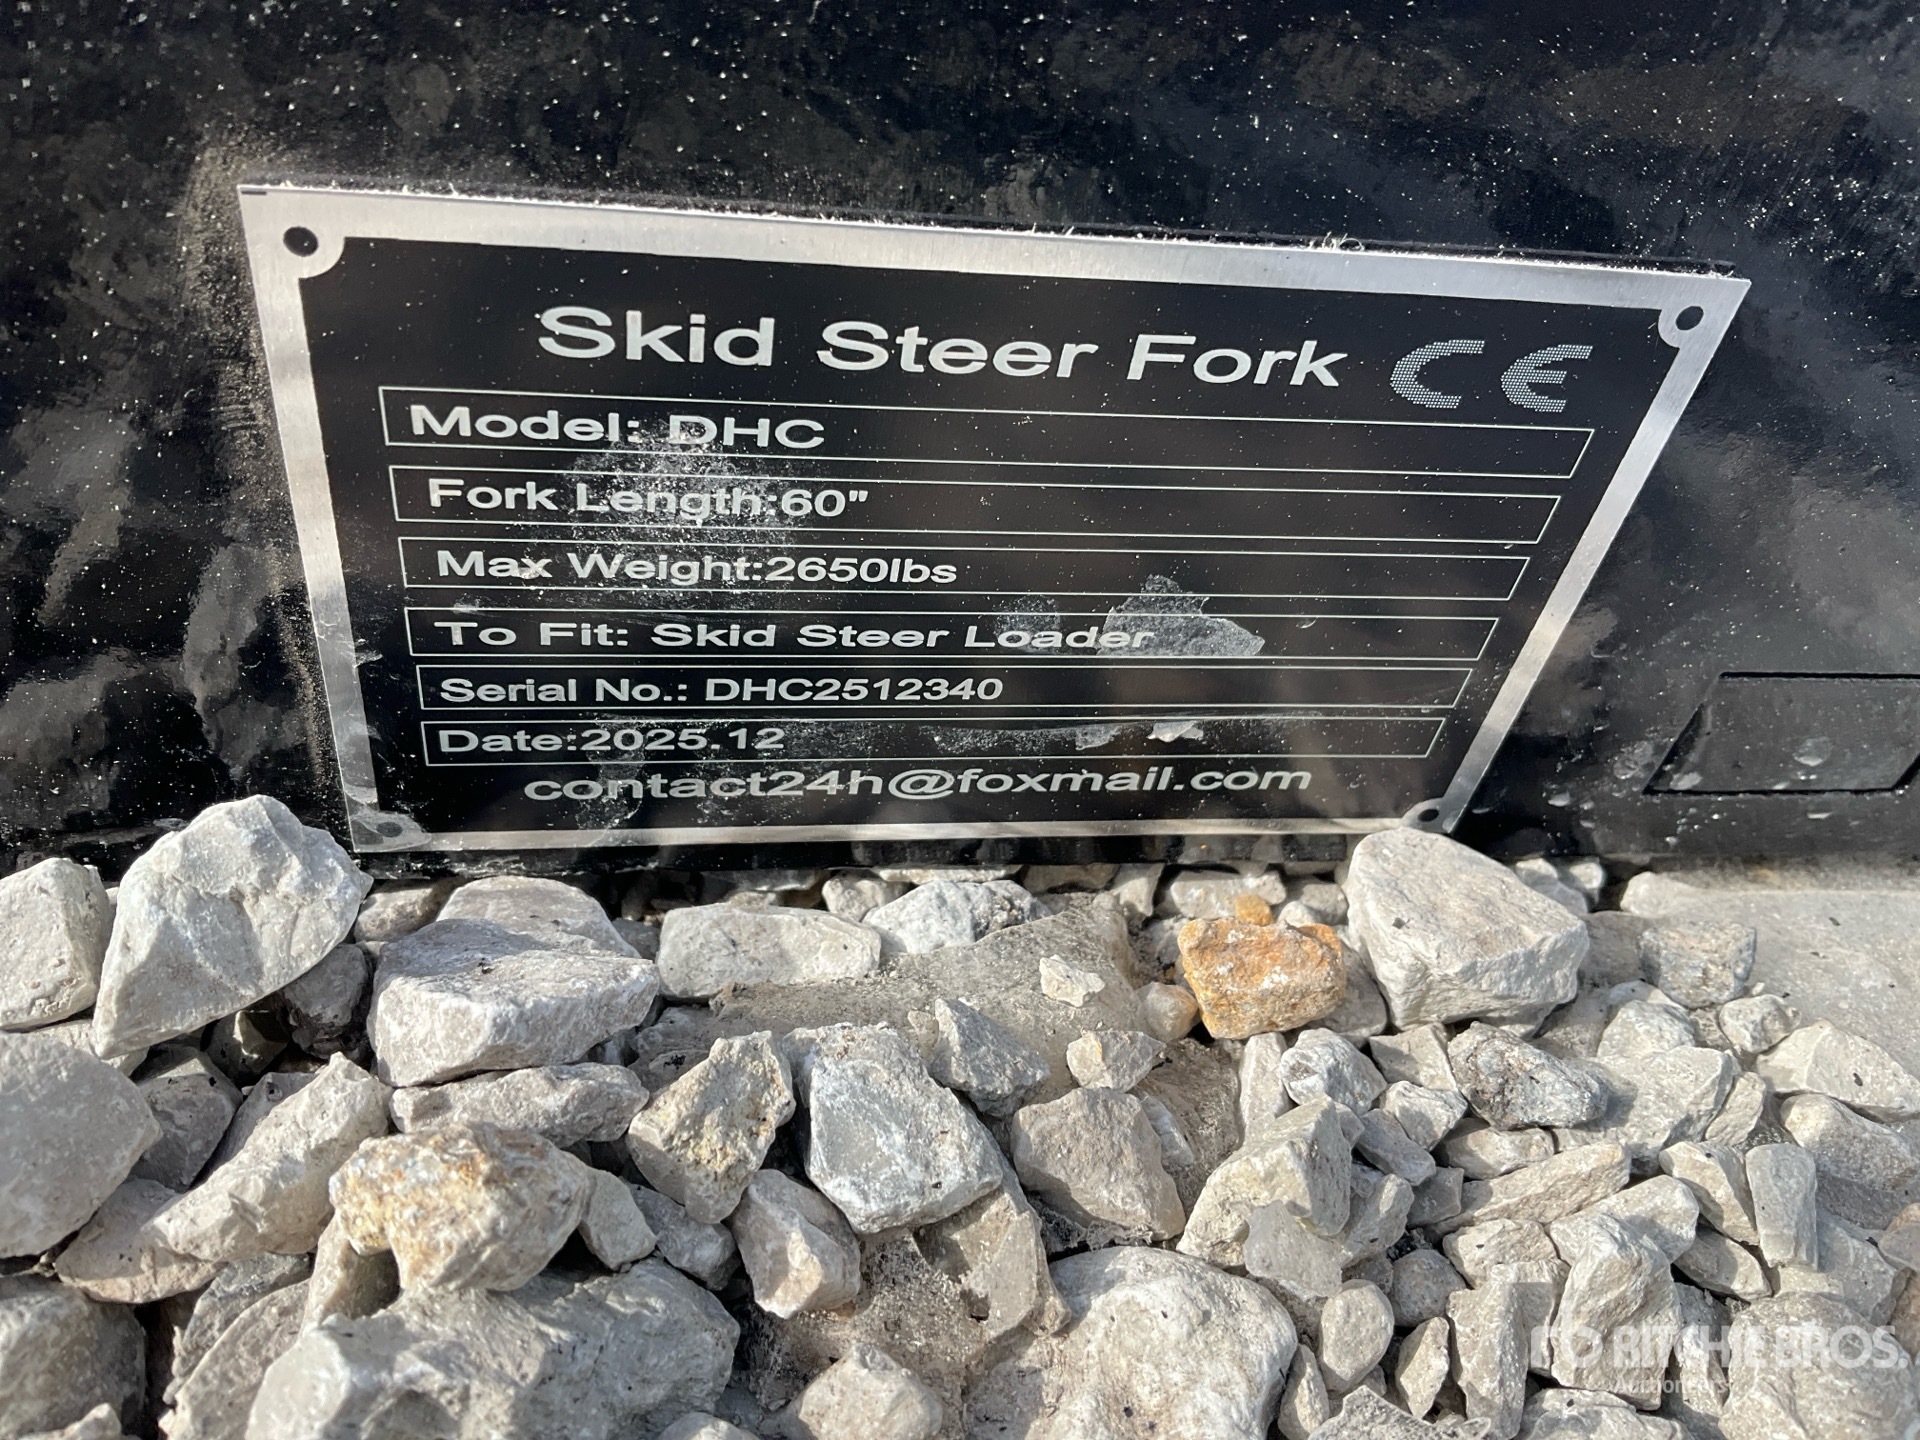 Skid Steer Fork CE
Model: DHC
Fork Length:60"
Max Weight:2650lbs
To Fit: Skid Steer Loader
Serial No.: DHC2512340
Date:2025.12
contact24h@foxmail.com
RITCHIE BROS.
Auctioneers